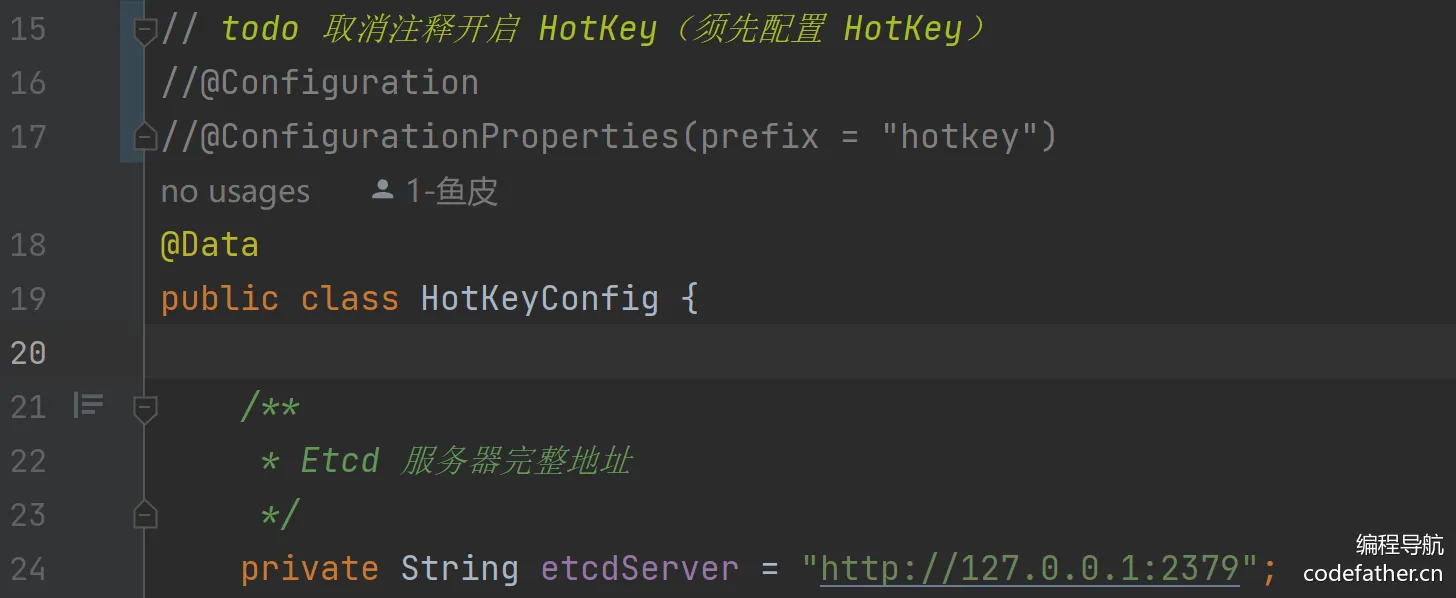 15 // todo 取消注释开启 HotKey（须先配置 HotKey）
16 //@Configuration
17 //@ConfigurationProperties(prefix = "hotkey")
no usages 1-鱼皮
18 @Data
19 public class HotKeyConfig {
20
21 /**
22 * Etcd 服务器完整地址
23 */
24 private String etcdServer = "http://127.0.0.1:2379";
编程导航
codefather.cn